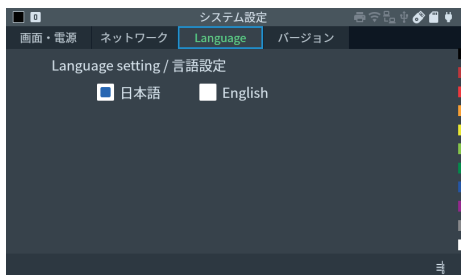 0 システム設定
画面・電源 ネットワーク Language バージョン
Language setting / 言語設定
日本語 English